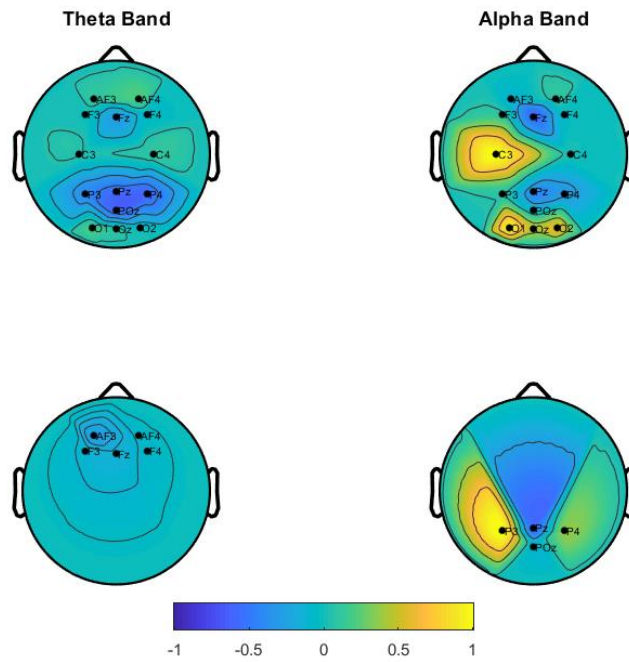 Theta Band Alpha Band
AF3 AF4 AF3 AF4
F3 Fz F4 F3 Fz F4
C3 C4 C3 C4
P3 Pz P4 P3 Pz P4
POz POz
O1 Oz O2 O1 Oz O2
AF3 AF4
F3 Fz F4
P3 Pz P4
POz
-1 -0.5 0 0.5 1